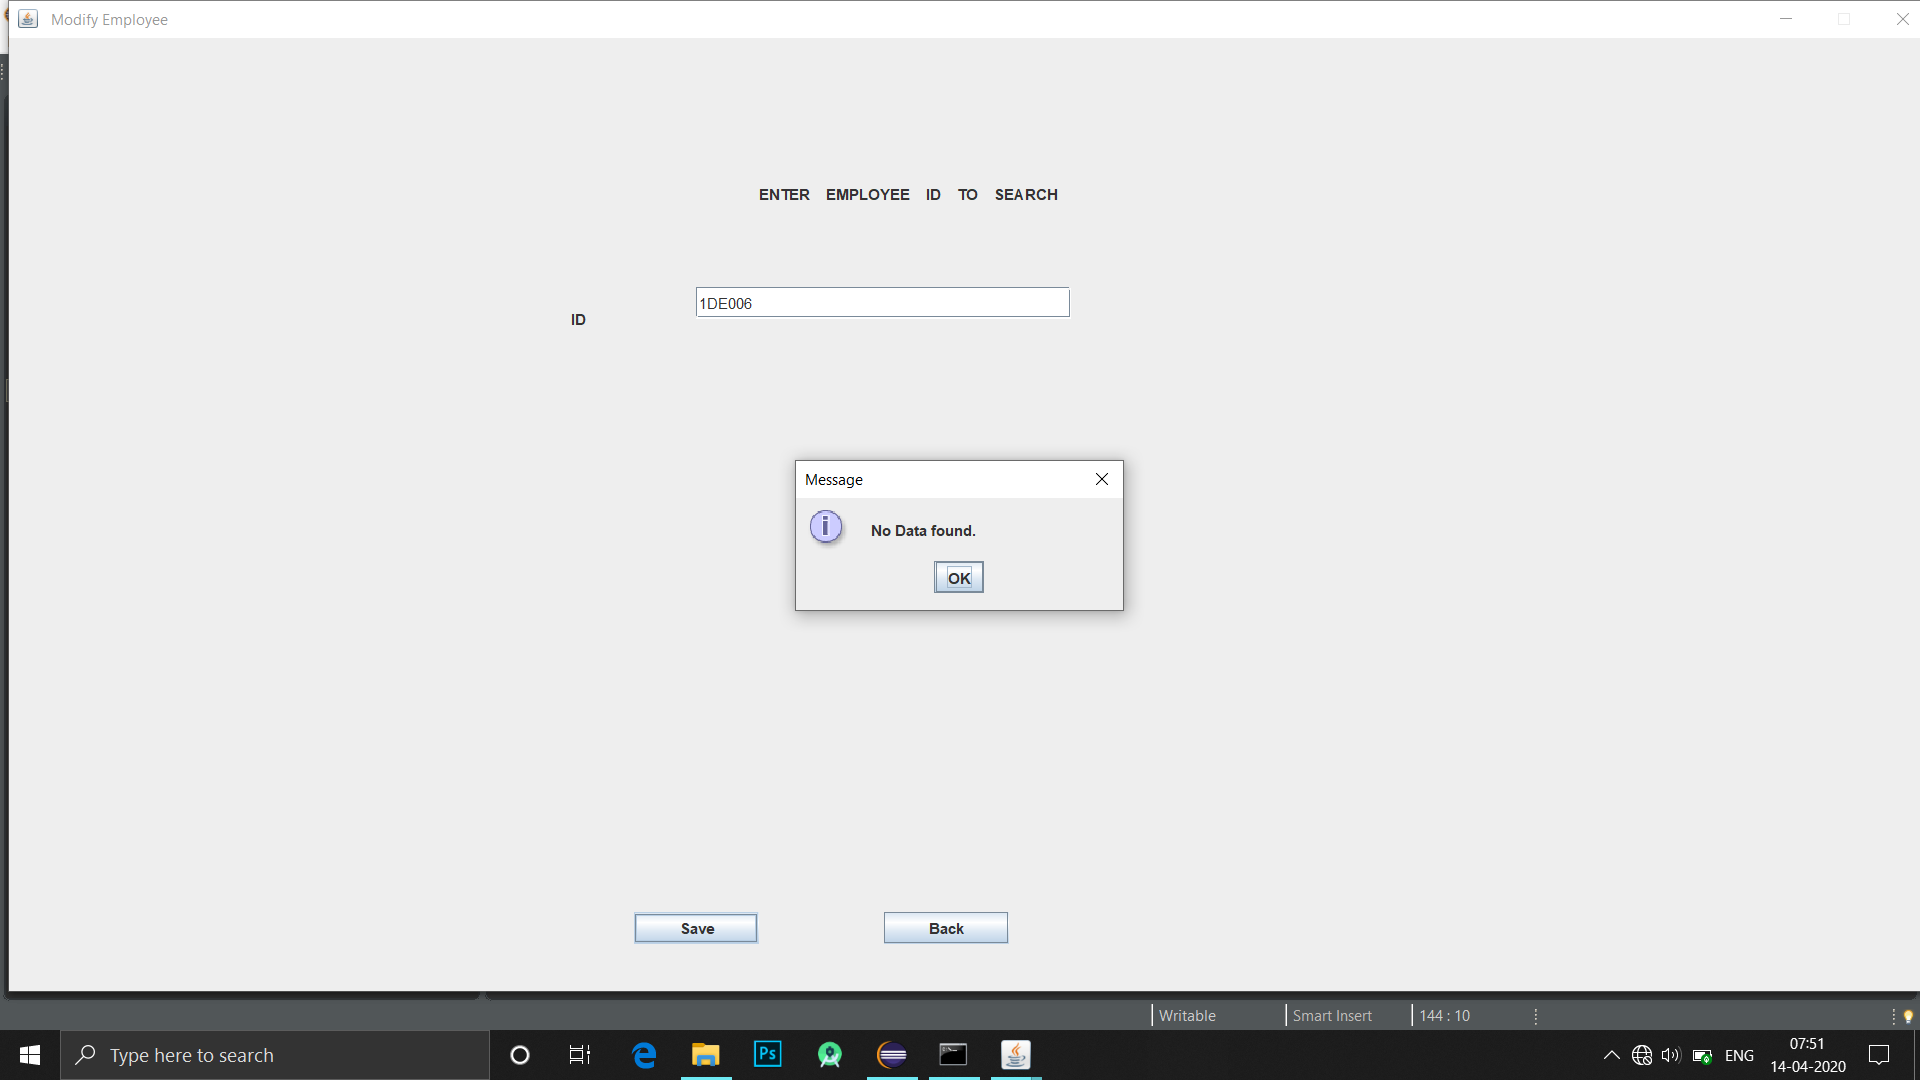 Modify Employee
ENTER EMPLOYEE ID TO SEARCH
ID
1DE006
Message
No Data found.
OK
Save
Back
Writable
Smart Insert
144 : 10
Type here to search
Ps
ENG
07:51
14-04-2020